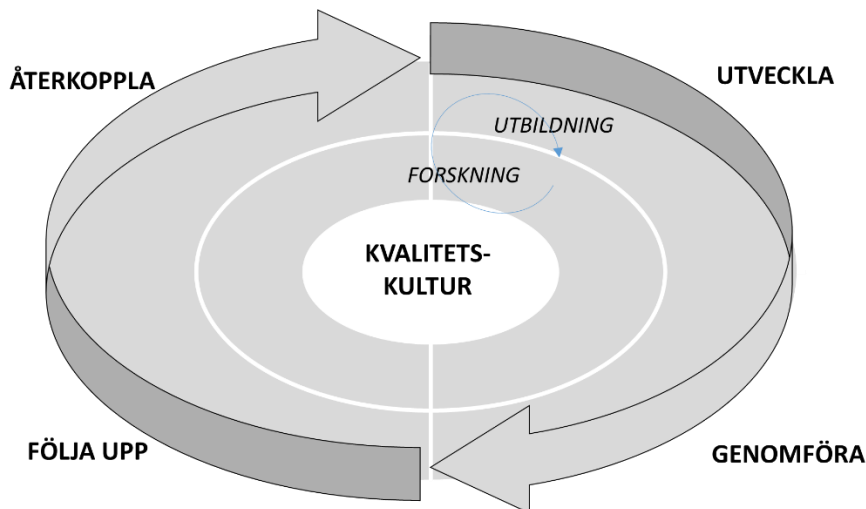 ÅTERKOPPLA
UTVECKLA
UTBILDNING
FORSKNING
KVALITETS-
KULTUR
FÖLJA UPP
GENOMFÖRA